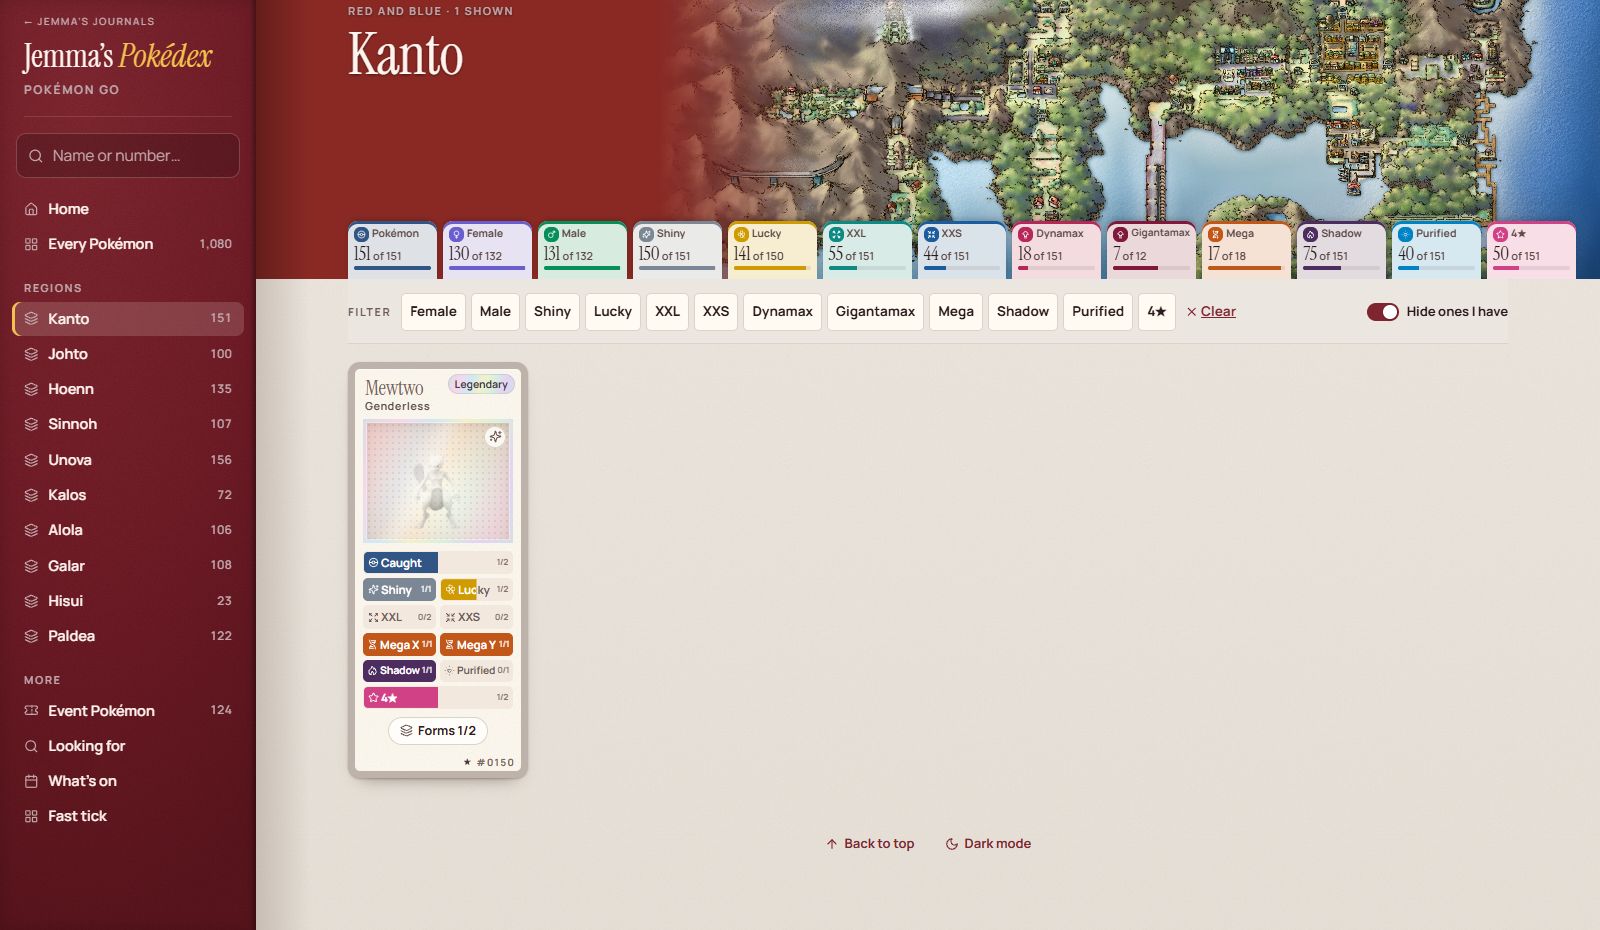 ← JEMMA'S JOURNALS
Jemma's Pokédex
POKÉMON GO
Name or number...
Home
Every Pokémon 1,080
REGIONS
Kanto 151
Johto 100
Hoenn 135
Sinnoh 107
Unova 156
Kalos 72
Alola 106
Galar 108
Hisui 23
Paldea 122
MORE
Event Pokémon 124
Looking for
What's on
Fast tick
RED AND BLUE · 1 SHOWN
Kanto
Pokémon
151 of 151
Female
130 of 132
Male
131 of 132
Shiny
150 of 151
Lucky
141 of 150
XXL
55 of 151
XXS
44 of 151
Dynamax
18 of 151
Gigantamax
7 of 12
Mega
17 of 18
Shadow
75 of 151
Purified
40 of 151
4★
50 of 151
FILTER Female Male Shiny Lucky XXL XXS Dynamax Gigantamax Mega Shadow Purified 4★ × Clear Hide ones I have
Mewtwo Legendary
Genderless
Caught 1/2
Shiny 1/1 Lucky 1/2
XXL 0/2 XXS 0/2
Mega X 1/1 Mega Y 1/1
Shadow 1/1 Purified 0/1
4★ 1/2
Forms 1/2
★ #0150
↑ Back to top Dark mode